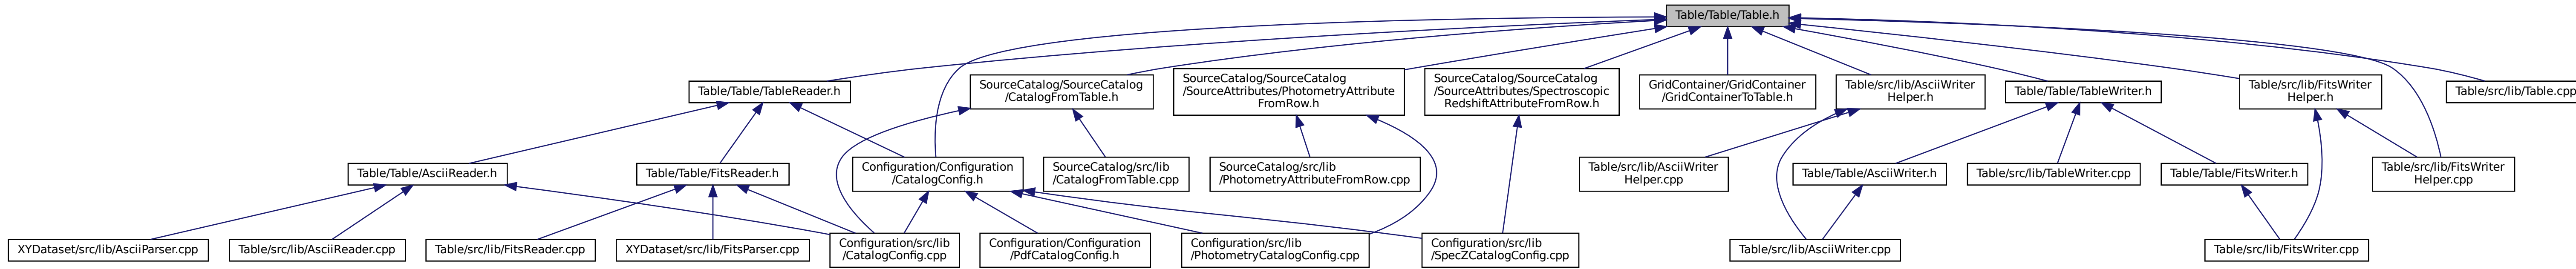 Table/Table/Table.h
Table/Table/TableReader.h
SourceCatalog/SourceCatalog
/CatalogFromTable.h
SourceCatalog/SourceCatalog
/SourceAttributes/PhotometryAttribute
FromRow.h
SourceCatalog/SourceCatalog
/SourceAttributes/Spectroscopic
RedshiftAttributeFromRow.h
GridContainer/GridContainer
/GridContainerToTable.h
Table/src/lib/AsciiWriter
Helper.h
Table/Table/TableWriter.h
Table/src/lib/FitsWriter
Helper.h
Table/src/lib/Table.cpp
Table/Table/AsciiReader.h
Table/Table/FitsReader.h
Configuration/Configuration
/CatalogConfig.h
SourceCatalog/src/lib
/CatalogFromTable.cpp
SourceCatalog/src/lib
/PhotometryAttributeFromRow.cpp
Table/src/lib/AsciiWriter
Helper.cpp
Table/Table/AsciiWriter.h
Table/src/lib/TableWriter.cpp
Table/Table/FitsWriter.h
Table/src/lib/FitsWriter
Helper.cpp
XYDataset/src/lib/AsciiParser.cpp
Table/src/lib/AsciiReader.cpp
Table/src/lib/FitsReader.cpp
XYDataset/src/lib/FitsParser.cpp
Configuration/src/lib
/CatalogConfig.cpp
Configuration/Configuration
/PdfCatalogConfig.h
Configuration/src/lib
/PhotometryCatalogConfig.cpp
Configuration/src/lib
/SpecZCatalogConfig.cpp
Table/src/lib/AsciiWriter.cpp
Table/src/lib/FitsWriter.cpp